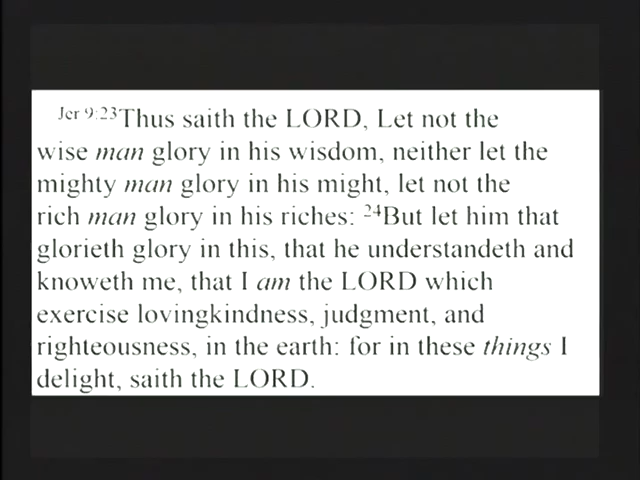 Jer 9:23Thus saith the LORD, Let not the
wise man glory in his wisdom, neither let the
mighty man glory in his might, let not the
rich man glory in his riches: 24But let him that
glorieth glory in this, that he understandeth and
knoweth me, that I am the LORD which
exercise lovingkindness, judgment, and
righteousness, in the earth: for in these things I
delight, saith the LORD.